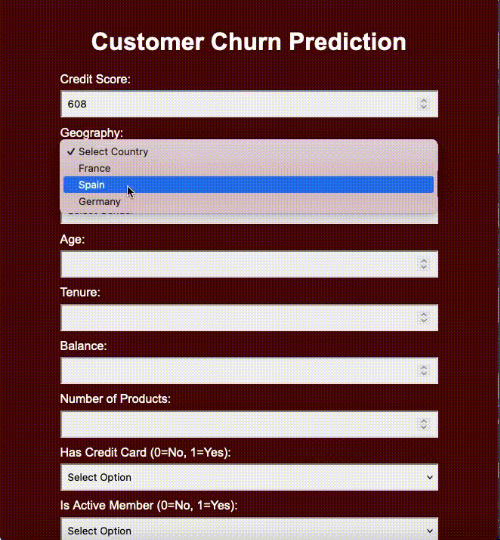 Customer Churn Prediction
Credit Score:
608
Geography:
✓ Select Country
France
Spain
Germany
Age:
Tenure:
Balance:
Number of Products:
Has Credit Card (0=No, 1=Yes):
Select Option
Is Active Member (0=No, 1=Yes):
Select Option